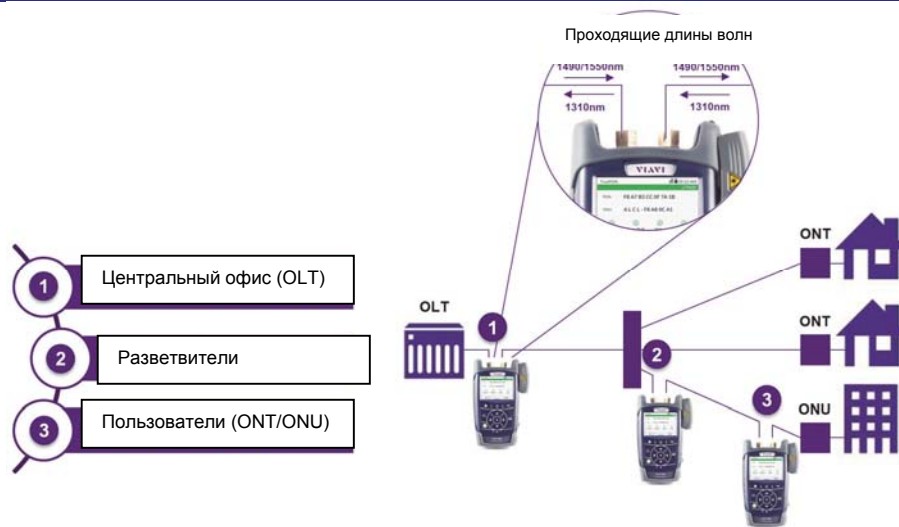 Проходящие длины волн
1490/1550nm
1490/1550nm
1310nm
1310nm
VIAVI
ONT
1
Центральный офис (OLT)
OLT
1
ONT
2
Разветвители
2
3
Пользователи (ONT/ONU)
3
ONU